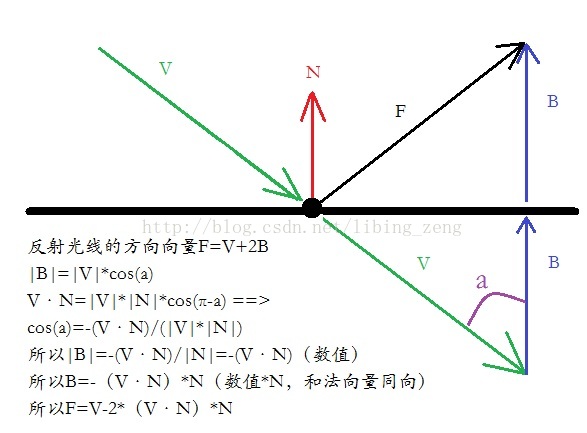 V
N
F
B
http://blog.csdn.net/libing_zeng
V
a
B
反射光线的方向向量F=V+2B
|B|=|V|*cos(a)
V·N=|V|*|N|*cos(π-a) ==>
cos(a)=-(V·N)/(|V|*|N|)
所以|B|=-(V·N)/|N|=-(V·N)（数值）
所以B=-（V·N）*N（数值*N，和法向量同向）
所以F=V-2*（V·N）*N